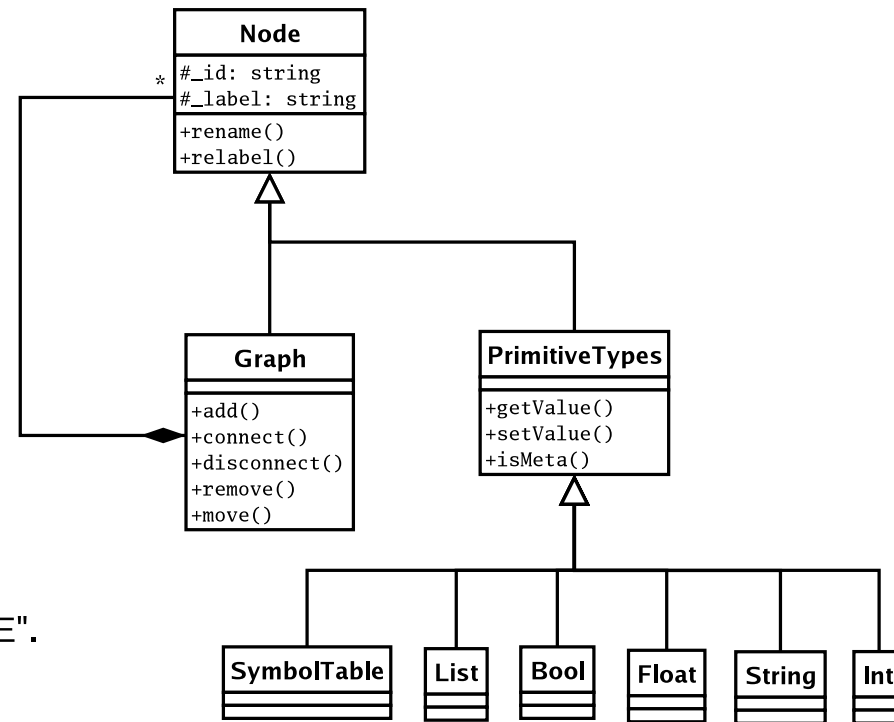 Node
#_id: string
#_label: string
+rename()
+relabel()
*
Graph
+add()
+connect()
+disconnect()
+remove()
+move()
PrimitiveTypes
+getValue()
+setValue()
+isMeta()
E".
SymbolTable
List
Bool
Float
String
Int